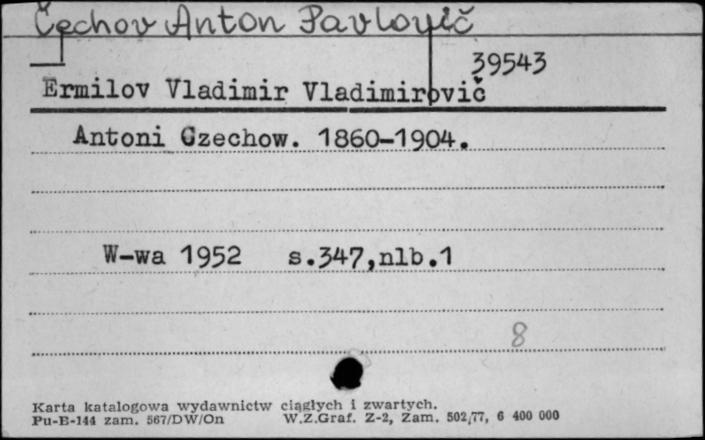 Čechov Anton Pavlovič
39543
Ermilov Vladimir Vladimirovič
Antoni Czechow. 1860-1904.
W-wa 1952 s.347,nlb.1
8
Karta katalogowa wydawnictw ciągłych i zwartych.
Pu-E-144 zam. 567/DW/On W.Z.Graf. Z-2, Zam. 502/77, 6 400 000